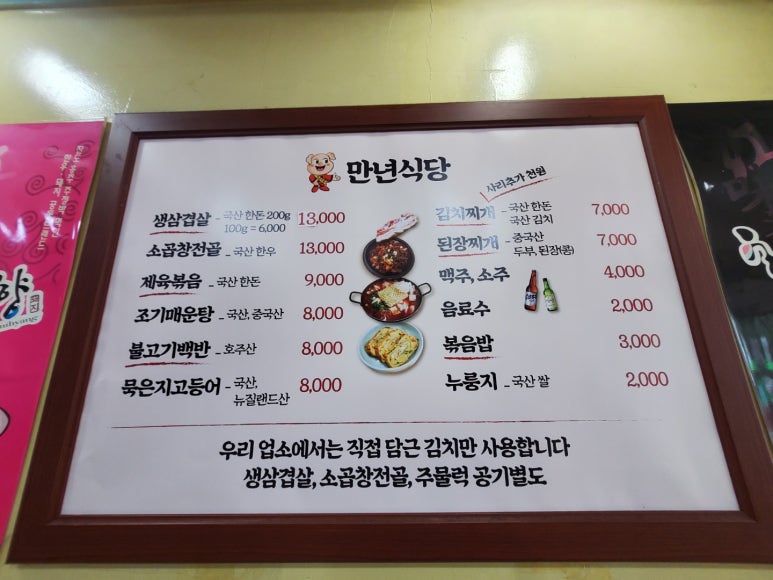 만년식당
생삼겹살 - 국산 한돈 200g 13,000
100g = 6,000
소곱창전골 - 국산 한우 13,000
제육볶음 - 국산 한돈 9,000
조기매운탕 - 국산, 중국산 8,000
불고기백반 - 호주산 8,000
묵은지고등어 - 국산, 8,000
뉴질랜드산
사리추가 천원
김치찌개 - 국산 한돈 7,000
국산 김치
된장찌개 - 중국산 7,000
두부, 된장(콩)
맥주, 소주 4,000
음료수 2,000
볶음밥 3,000
누룽지 - 국산 쌀 2,000
우리 업소에서는 직접 담근 김치만 사용합니다
생삼겹살, 소곱창전골, 주물럭 공기별도
향